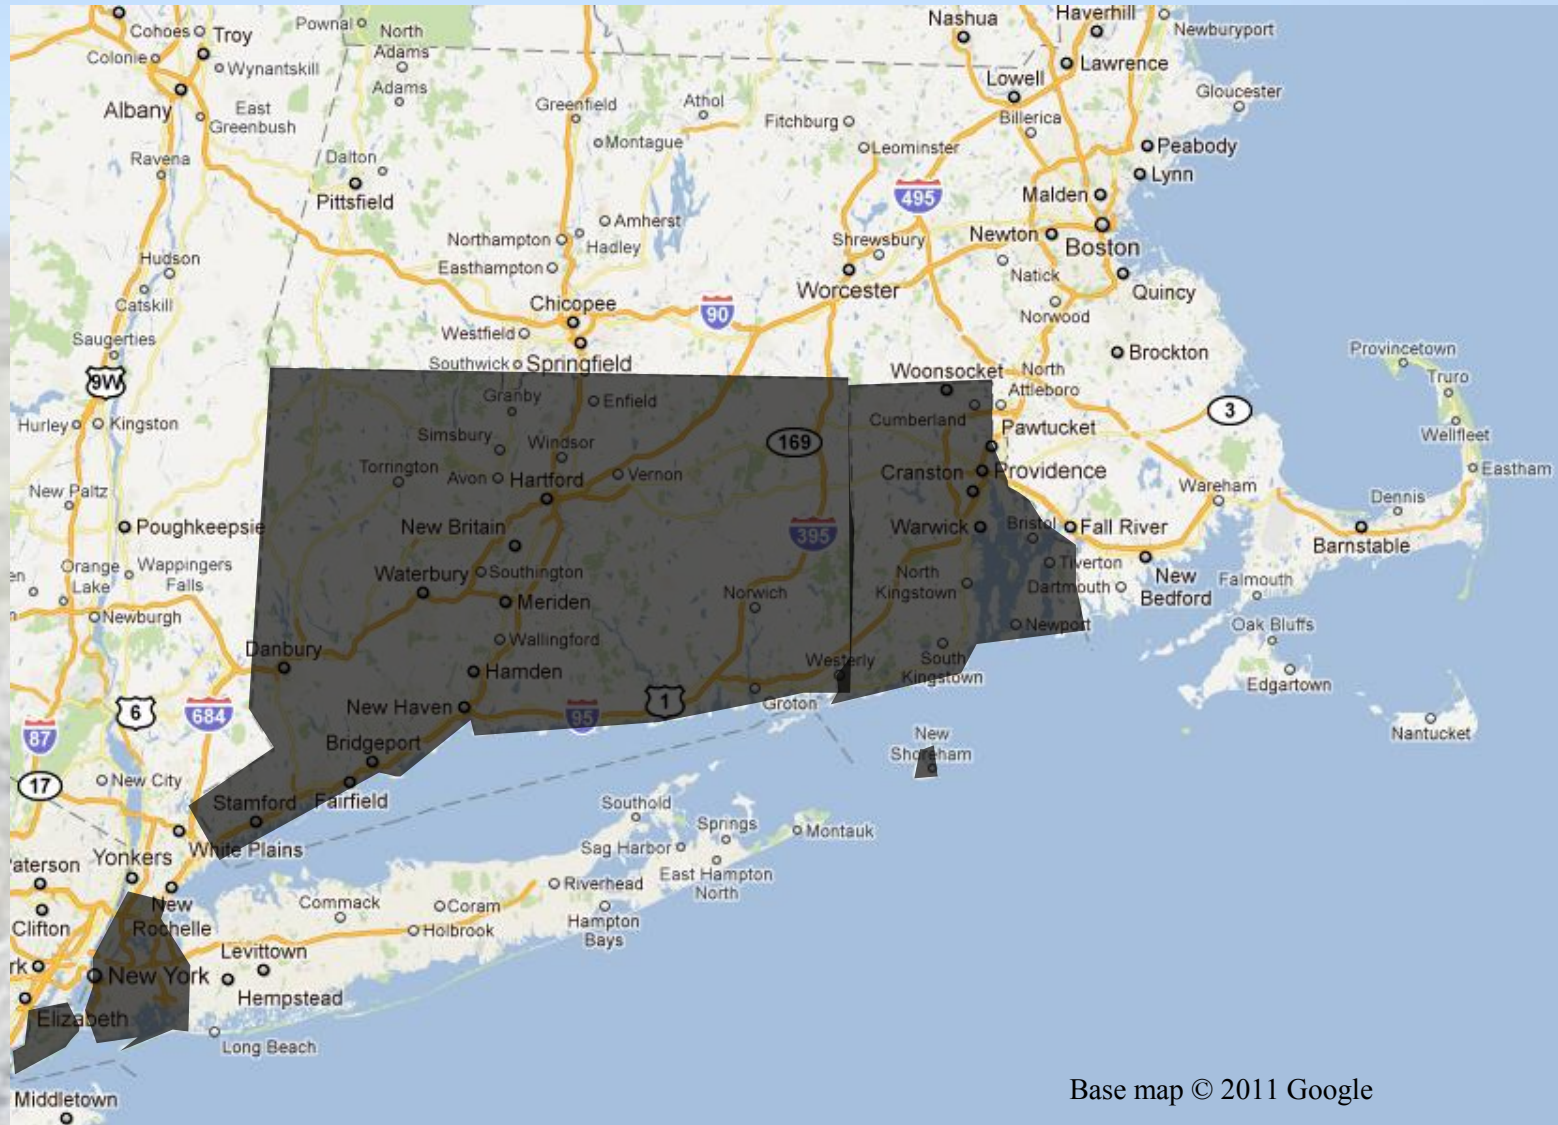 Cohoes
Troy
Pownal
North
Adams
Nashua
Haverhill
Newburyport
Colonie
Wynantskill
Lawrence
Adams
Lowell
Gloucester
Albany
East
Greenbush
Greenfield
Athol
Fitchburg
Billerica
Montague
Leominster
Peabody
Ravena
Dalton
Lynn
Pittsfield
495
Malden
Amherst
Northampton
Hadley
Shrewsbury
Newton
Boston
Hudson
Easthampton
Natick
Catskill
Chicopee
Worcester
Quincy
90
Norwood
Saugerties
Westfield
Southwick
Springfield
Brockton
Provincetown
9W
Woonsocket
North
Attleboro
Truro
Granby
Enfield
3
Hurley
Kingston
Cumberland
Pawtucket
Simsbury
Windsor
169
Wellfleet
Torrington
Avon
Hartford
Vernon
Cranston
Providence
Eastham
New Paltz
Wareham
Dennis
Poughkeepsie
New Britain
395
Warwick
Bristol
Fall River
Barnstable
Orange
Lake
Wappingers
Falls
en
Waterbury
Southington
North
Kingstown
Tiverton
Dartmouth
New
Bedford
Falmouth
Meriden
Norwich
Newburgh
Newport
Oak Bluffs
Wallingford
Danbury
Hamden
Westerly
South
Kingstown
Edgartown
6
684
New Haven
95
1
Groton
87
Bridgeport
New
Shoreham
Nantucket
17
New City
Stamford
Fairfield
Southold
Springs
Montauk
White Plains
Sag Harbor
aterson
Yonkers
East Hampton
North
Riverhead
New
Rochelle
Commack
Coram
Clifton
Holbrook
Hampton
Bays
Levittown
rk
New York
Hempstead
Elizabeth
Long Beach
Middletown
Base map © 2011 Google